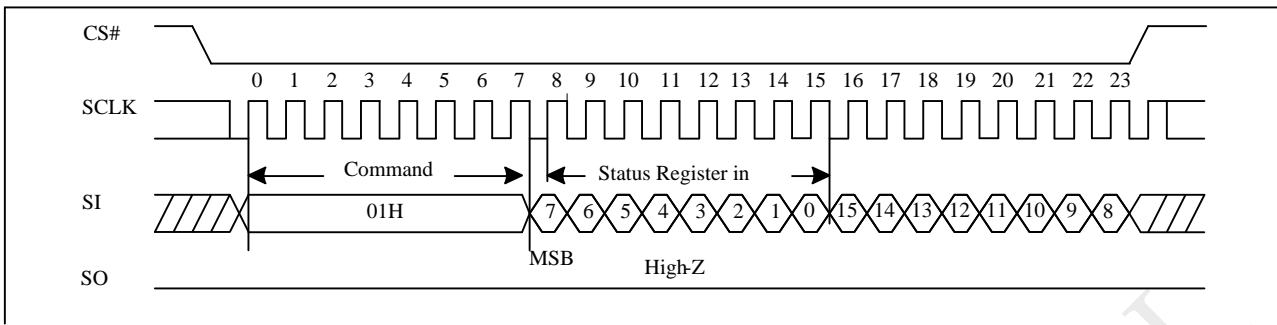 CS#
0 1 2 3 4 5 6 7 8 9 10 11 12 13 14 15 16 17 18 19 20 21 22 23
SCLK
Command Status Register in
SI 01H 7 6 5 4 3 2 1 0 15 14 13 12 11 10 9 8
MSB High-Z
SO